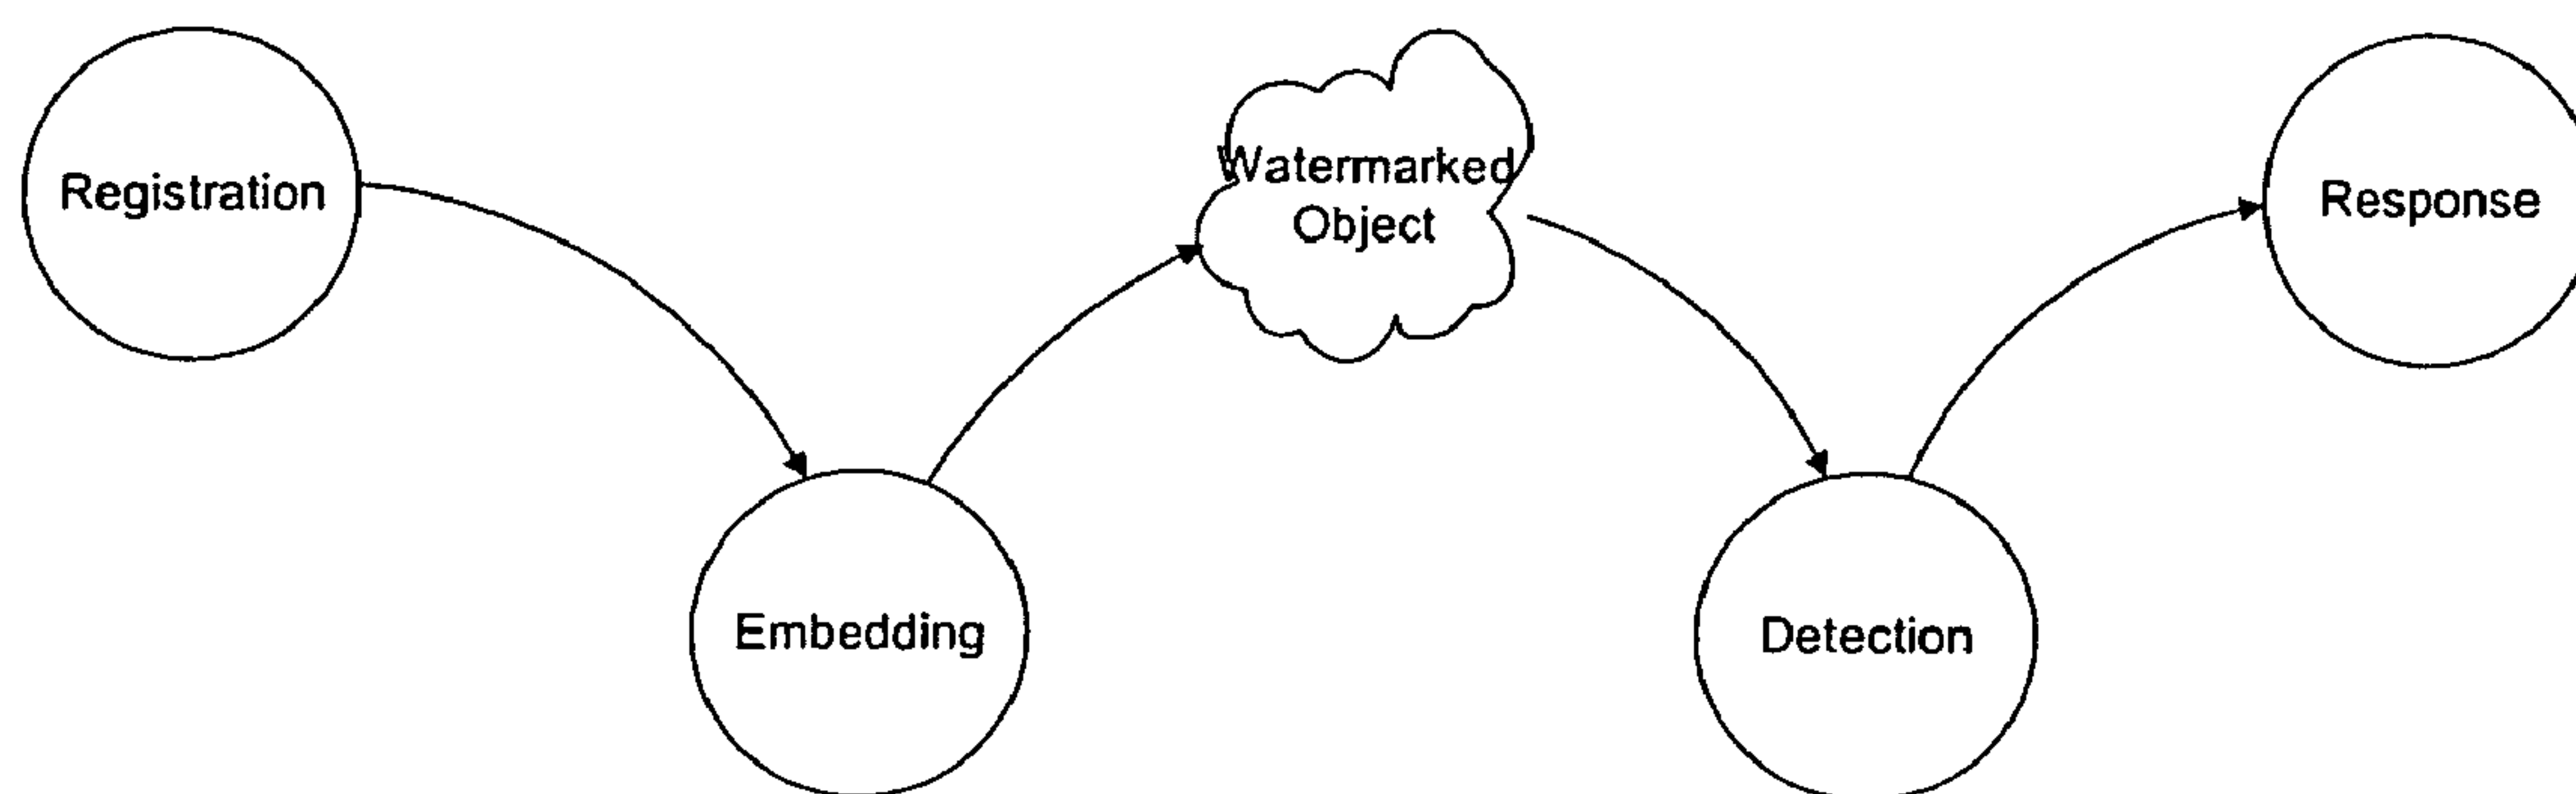 Registration
Embedding
Watermarked
Object
Detection
Response